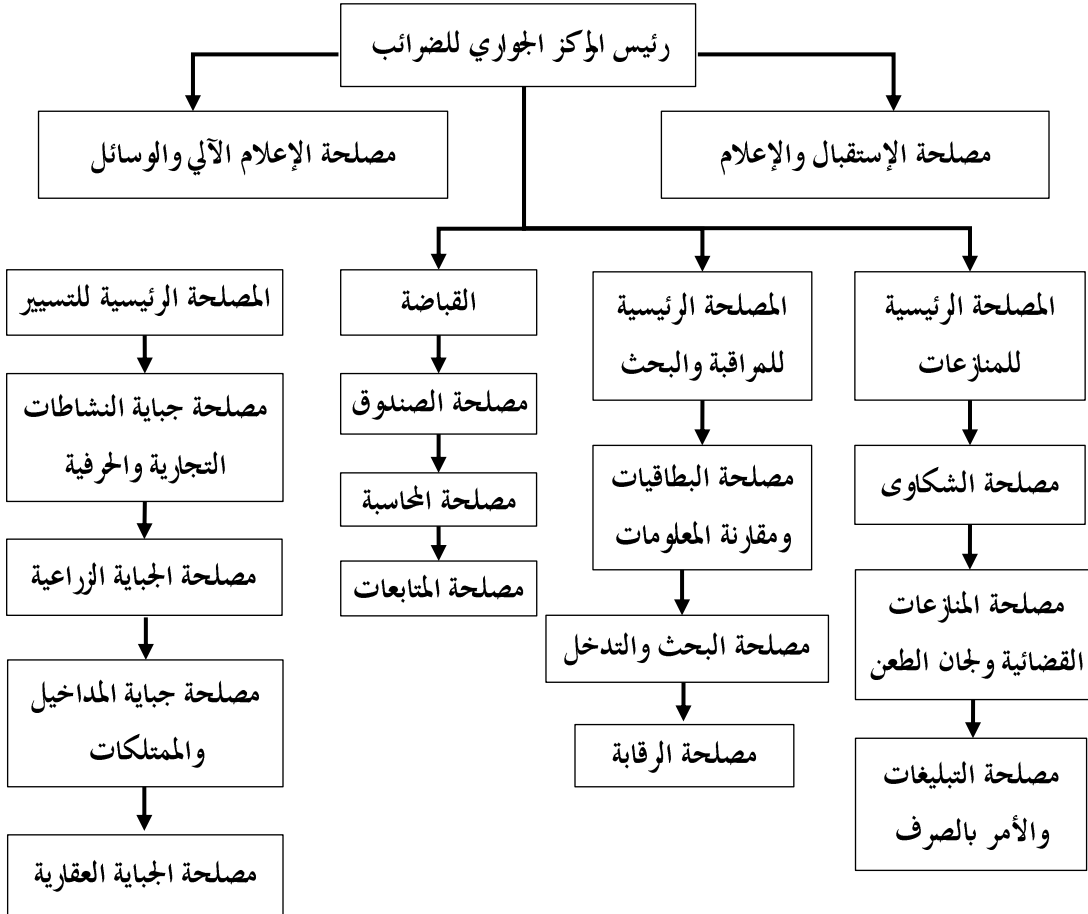 رئيس المركز الجواري للضرائب
مصلحة الإستقبال والإعلام
مصلحة الإعلام الآلي والوسائل
المصلحة الرئيسية
للمنازعات
مصلحة الشكاوى
مصلحة المنازعات
القضائية ولجان الطعن
مصلحة التبليغات
والأمر بالصرف
المصلحة الرئيسية
للمراقبة والبحث
مصلحة البطاقيات
ومقارنة المعلومات
مصلحة البحث والتدخل
مصلحة الرقابة
القباضة
مصلحة الصندوق
مصلحة المحاسبة
مصلحة المتابعات
المصلحة الرئيسية للتسيير
مصلحة جباية النشاطات
التجارية والحرفية
مصلحة الجباية الزراعية
مصلحة جباية المداخيل
والممتلكات
مصلحة الجباية العقارية